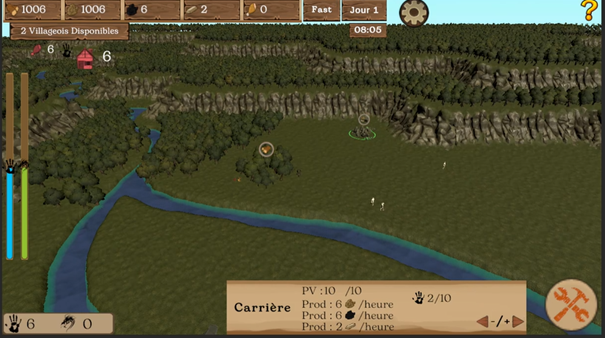 1006
1006
6
2
0
Fast
Jour 1
?
2 Villageois Disponibles
08:05
6
6
PV : 10 /10
Carrière
Prod : 6 /heure
Prod : 6 /heure
Prod : 2 /heure
2/10
-/+
6
0